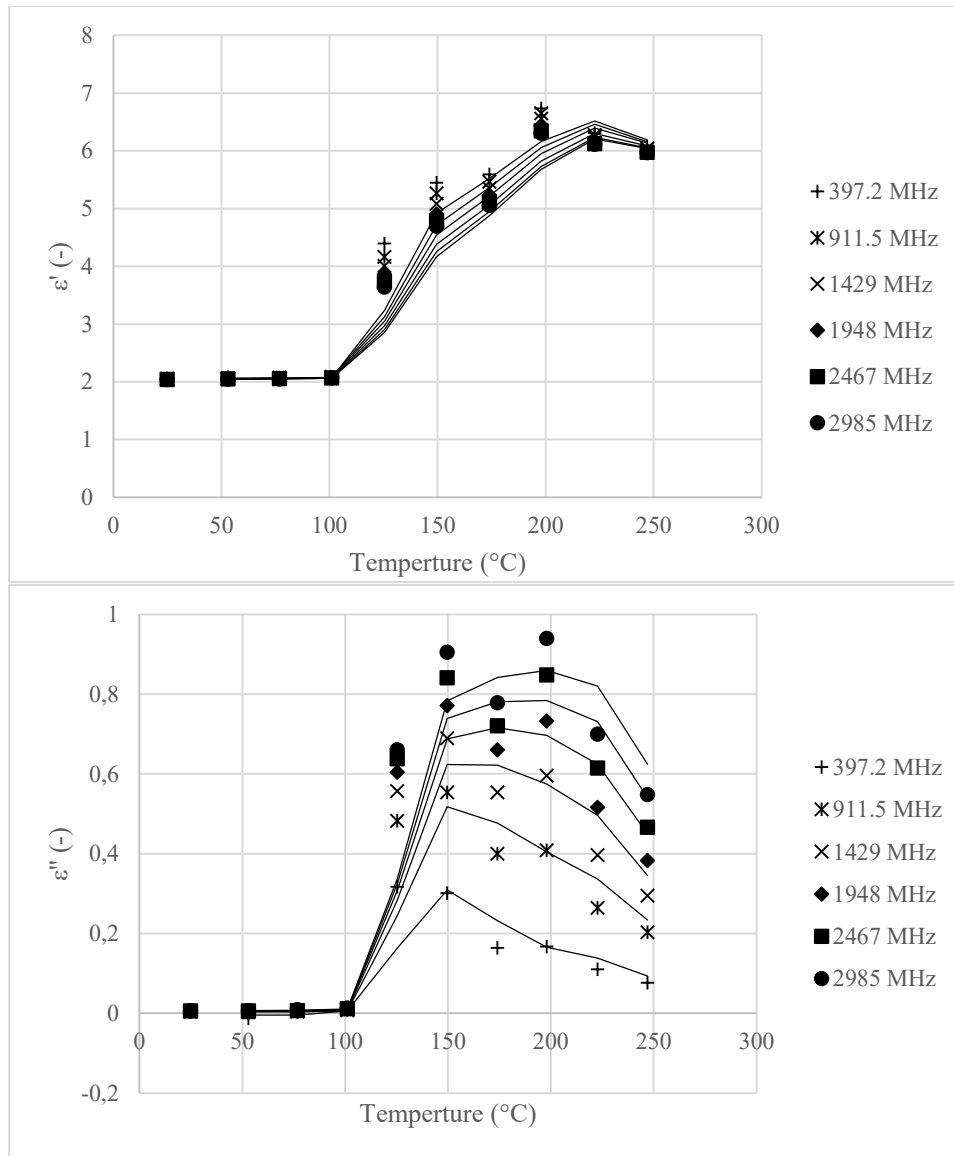 8
7
6
5
4
3
2
1
0
ε' (-)
0 50 100 150 200 250 300
Temperture (°C)
397.2 MHz
911.5 MHz
1429 MHz
1948 MHz
2467 MHz
2985 MHz
1
0,8
0,6
0,4
0,2
0
-0,2
ε'' (-)
0 50 100 150 200 250 300
Temperture (°C)
397.2 MHz
911.5 MHz
1429 MHz
1948 MHz
2467 MHz
2985 MHz